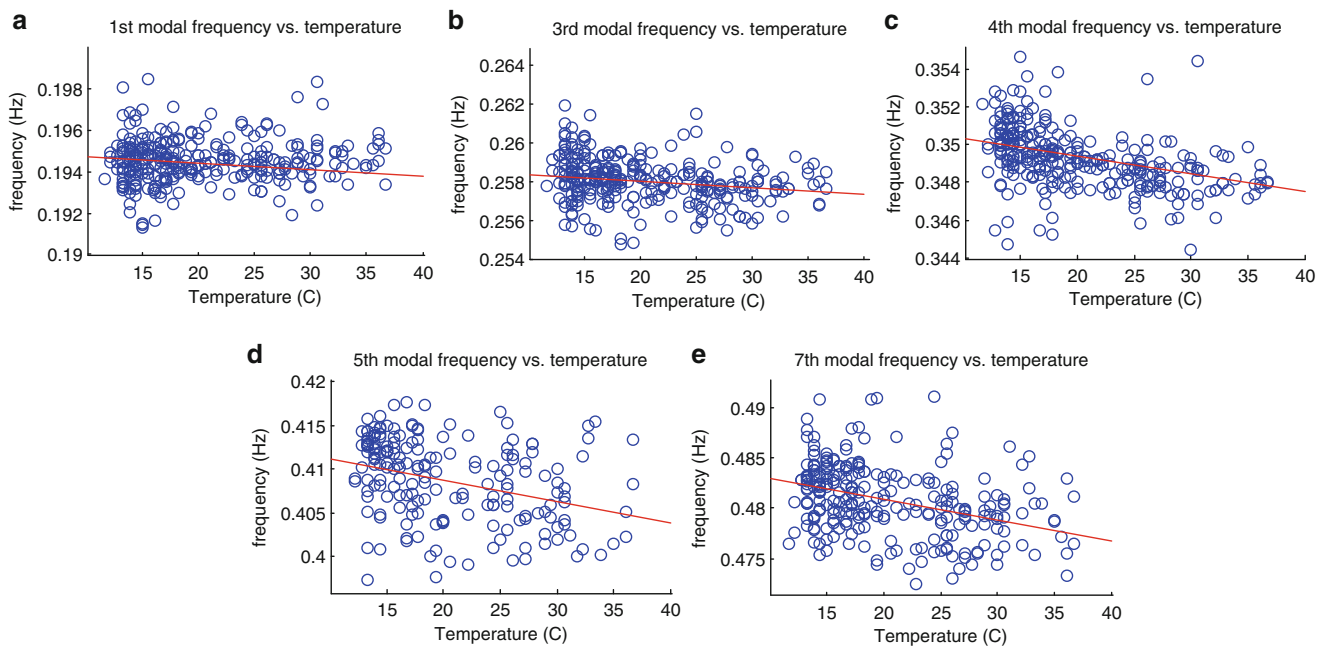 a
1st modal frequency vs. temperature
frequency (Hz)
0.198
0.196
0.194
0.192
0.19
15 20 25 30 35 40
Temperature (C)
b
3rd modal frequency vs. temperature
frequency (Hz)
0.264
0.262
0.26
0.258
0.256
0.254
15 20 25 30 35 40
Temperature (C)
c
4th modal frequency vs. temperature
frequency (Hz)
0.354
0.352
0.35
0.348
0.346
0.344
15 20 25 30 35 40
Temperature (C)
d
5th modal frequency vs. temperature
frequency (Hz)
0.42
0.415
0.41
0.405
0.4
15 20 25 30 35 40
Temperature (C)
e
7th modal frequency vs. temperature
frequency (Hz)
0.49
0.485
0.48
0.475
15 20 25 30 35 40
Temperature (C)